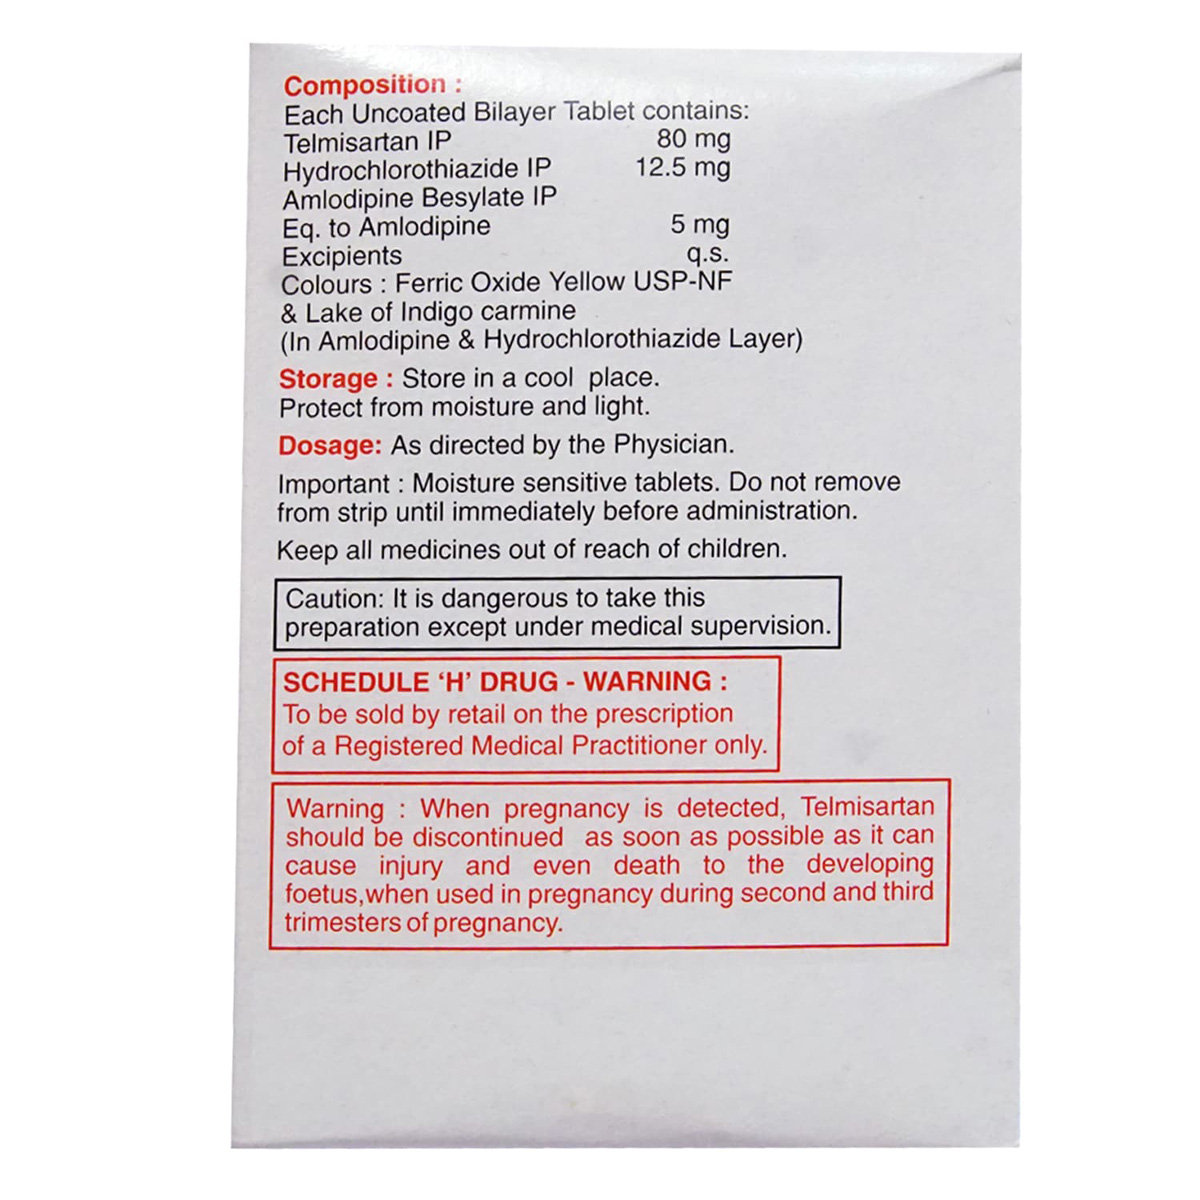 Composition :
Each Uncoated Bilayer Tablet contains:
Telmisartan IP 80 mg
Hydrochlorothiazide IP 12.5 mg
Amlodipine Besylate IP
Eq. to Amlodipine 5 mg
Excipients q.s.
Colours : Ferric Oxide Yellow USP-NF
& Lake of Indigo carmine
(In Amlodipine & Hydrochlorothiazide Layer)
Storage : Store in a cool place.
Protect from moisture and light.
Dosage: As directed by the Physician.
Important : Moisture sensitive tablets. Do not remove
from strip until immediately before administration.
Keep all medicines out of reach of children.
Caution: It is dangerous to take this
preparation except under medical supervision.
SCHEDULE ‘H’ DRUG - WARNING :
To be sold by retail on the prescription
of a Registered Medical Practitioner only.
Warning : When pregnancy is detected, Telmisartan
should be discontinued as soon as possible as it can
cause injury and even death to the developing
foetus,when used in pregnancy during second and third
trimesters of pregnancy.